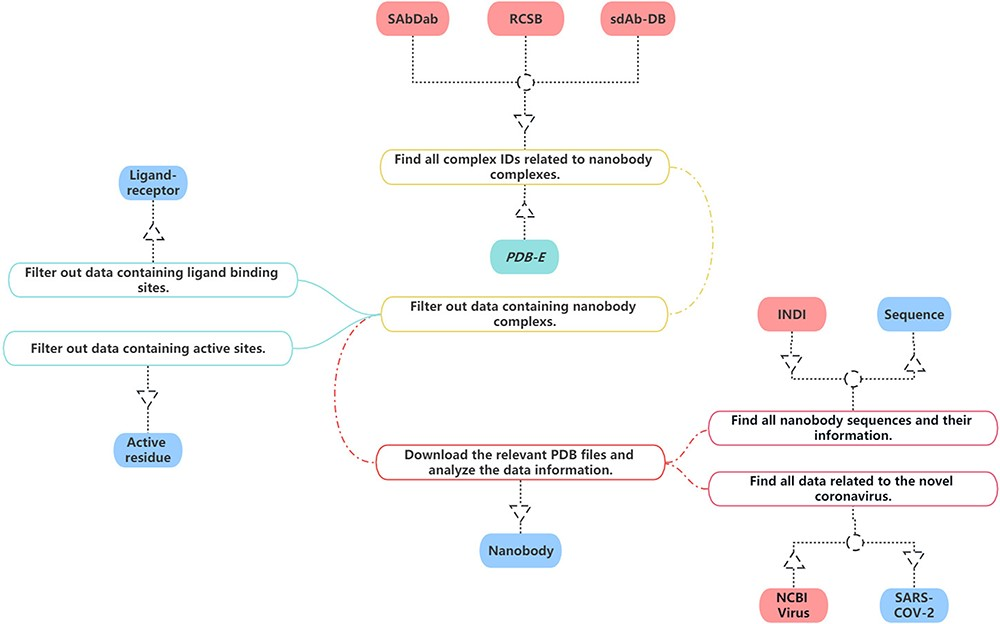 SAbDab
RCSB
sdAb-DB
Find all complex IDs related to nanobody
complexes.
Ligand-
receptor
PDB-E
Filter out data containing ligand binding
sites.
Filter out data containing nanobody
complexs.
INDI
Sequence
Filter out data containing active sites.
Find all nanobody sequences and their
information.
Active
residue
Download the relevant PDB files and
analyze the data information.
Find all data related to the novel
coronavirus.
Nanobody
NCBI
Virus
SARS-
COV-2